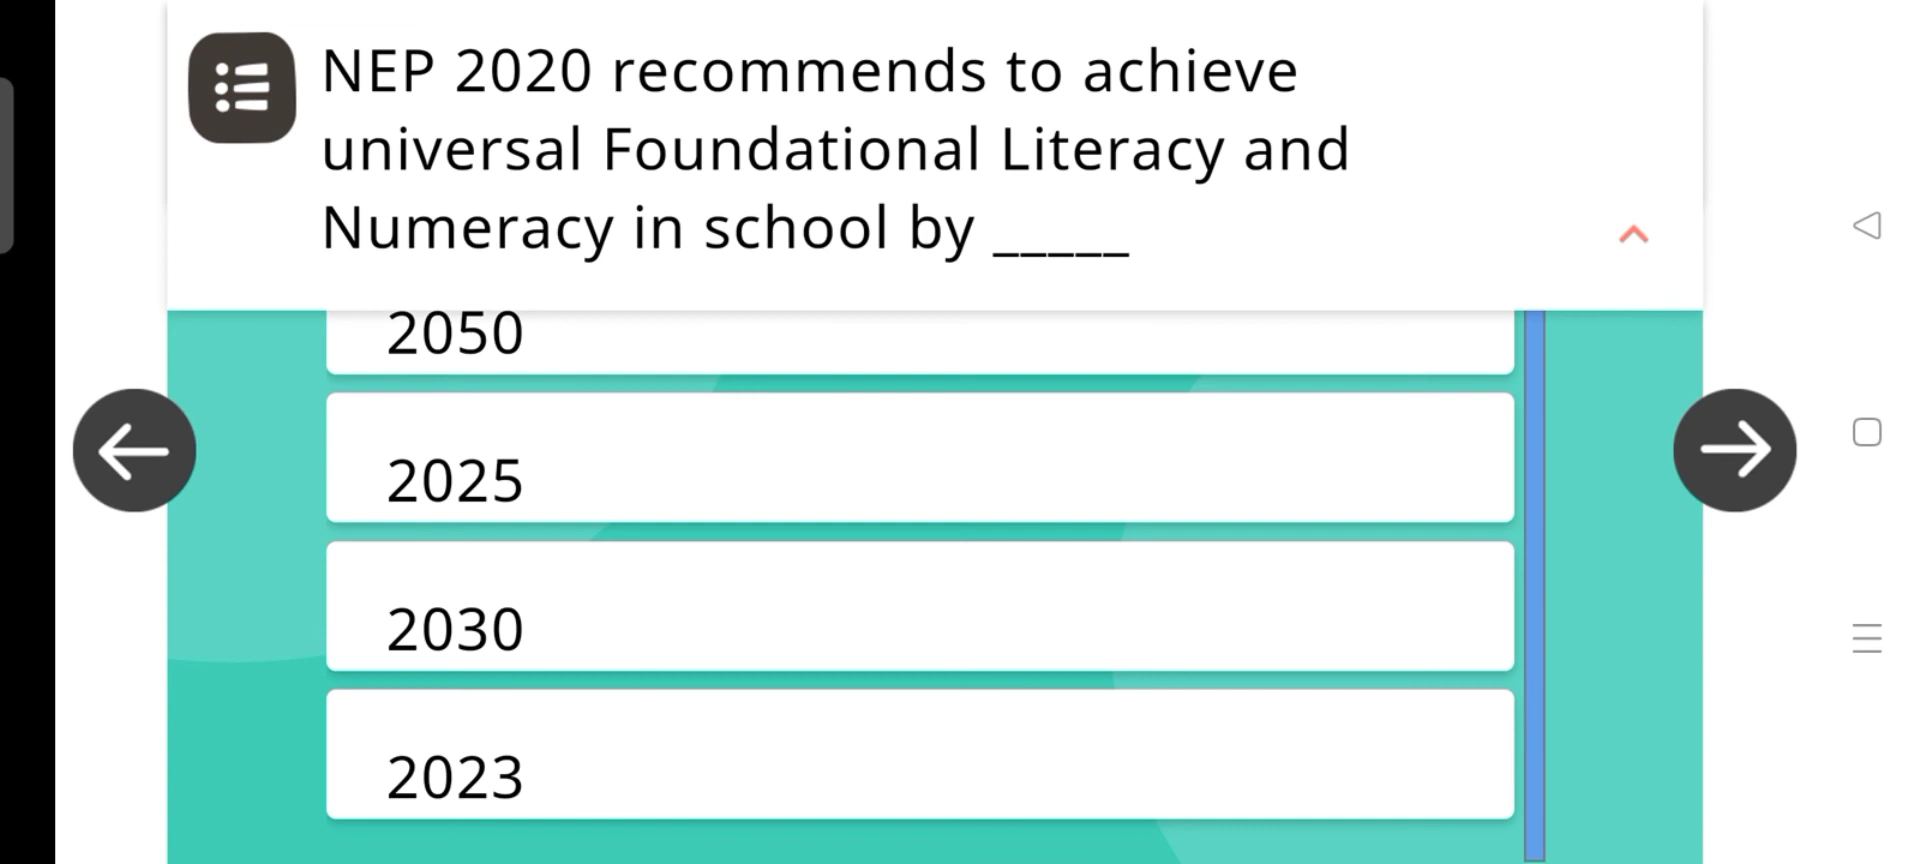 NEP 2020 recommends to achieve
universal Foundational Literacy and
Numeracy in school by _____
2050
2025
2030
2023